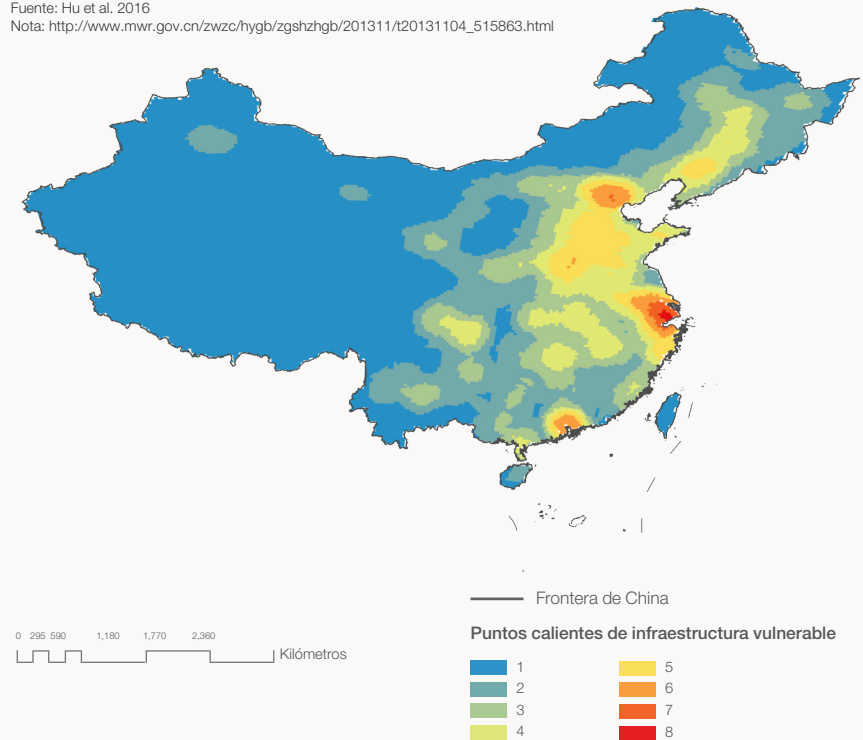 Fuente: Hu et al. 2016
Nota: http://www.mwr.gov.cn/zwzc/hygb/zgshzhgb/201311/t20131104_515863.html
Frontera de China
0 295 590 1,180 1,770 2,360
Kilómetros
Puntos calientes de infraestructura vulnerable
1 5
2 6
3 7
4 8